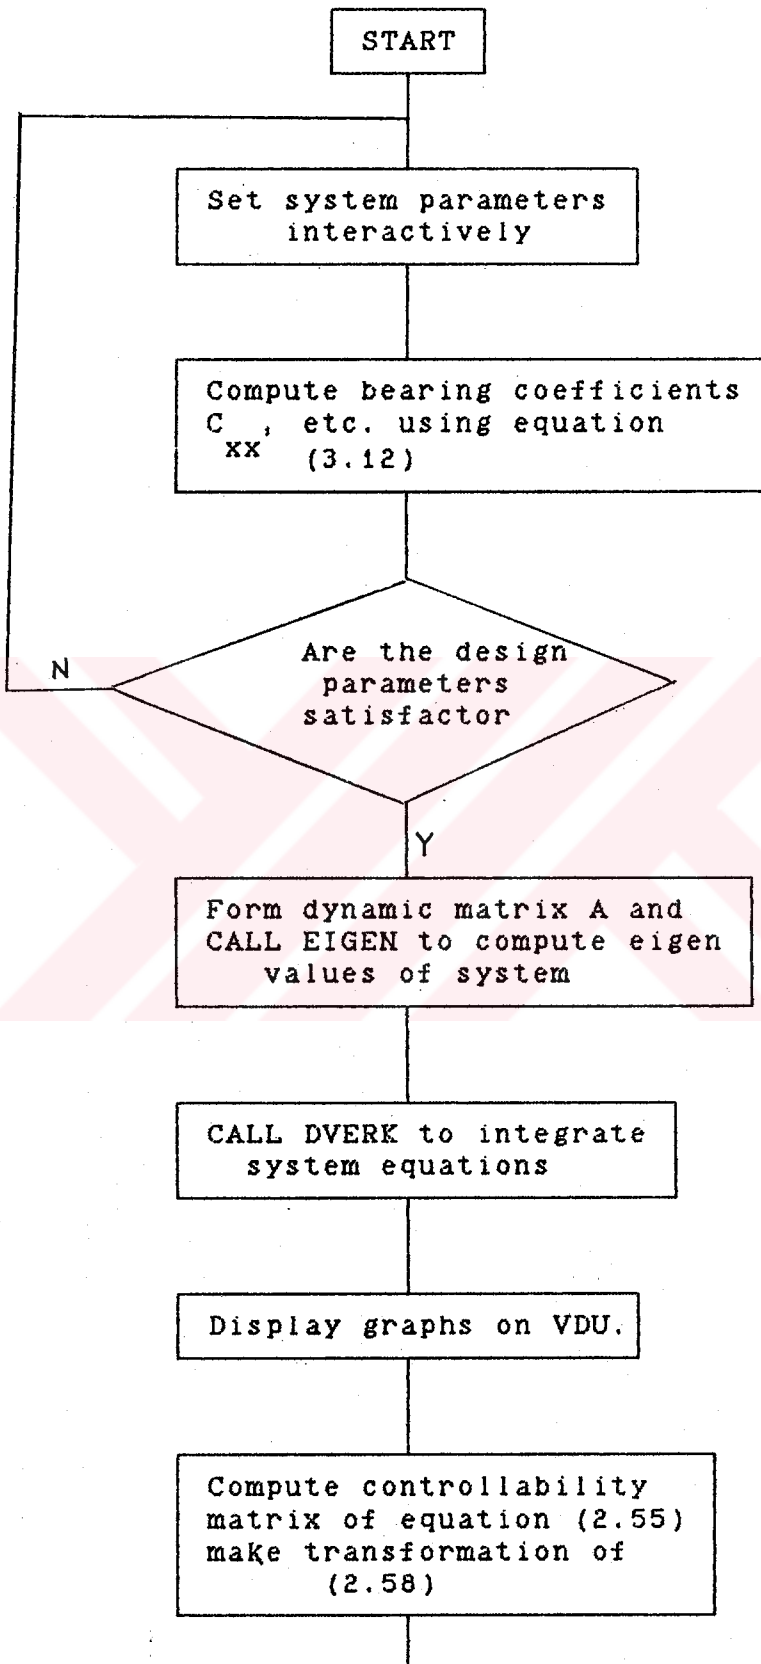 START
Set system parameters
interactively
Compute bearing coefficients
C , etc. using equation
xx (3.12)
Are the design
parameters
satisfactor
N
Y
Form dynamic matrix A and
CALL EIGEN to compute eigen
values of system
CALL DVERK to integrate
system equations
Display graphs on VDU.
Compute controllability
matrix of equation (2.55)
make transformation of
(2.58)